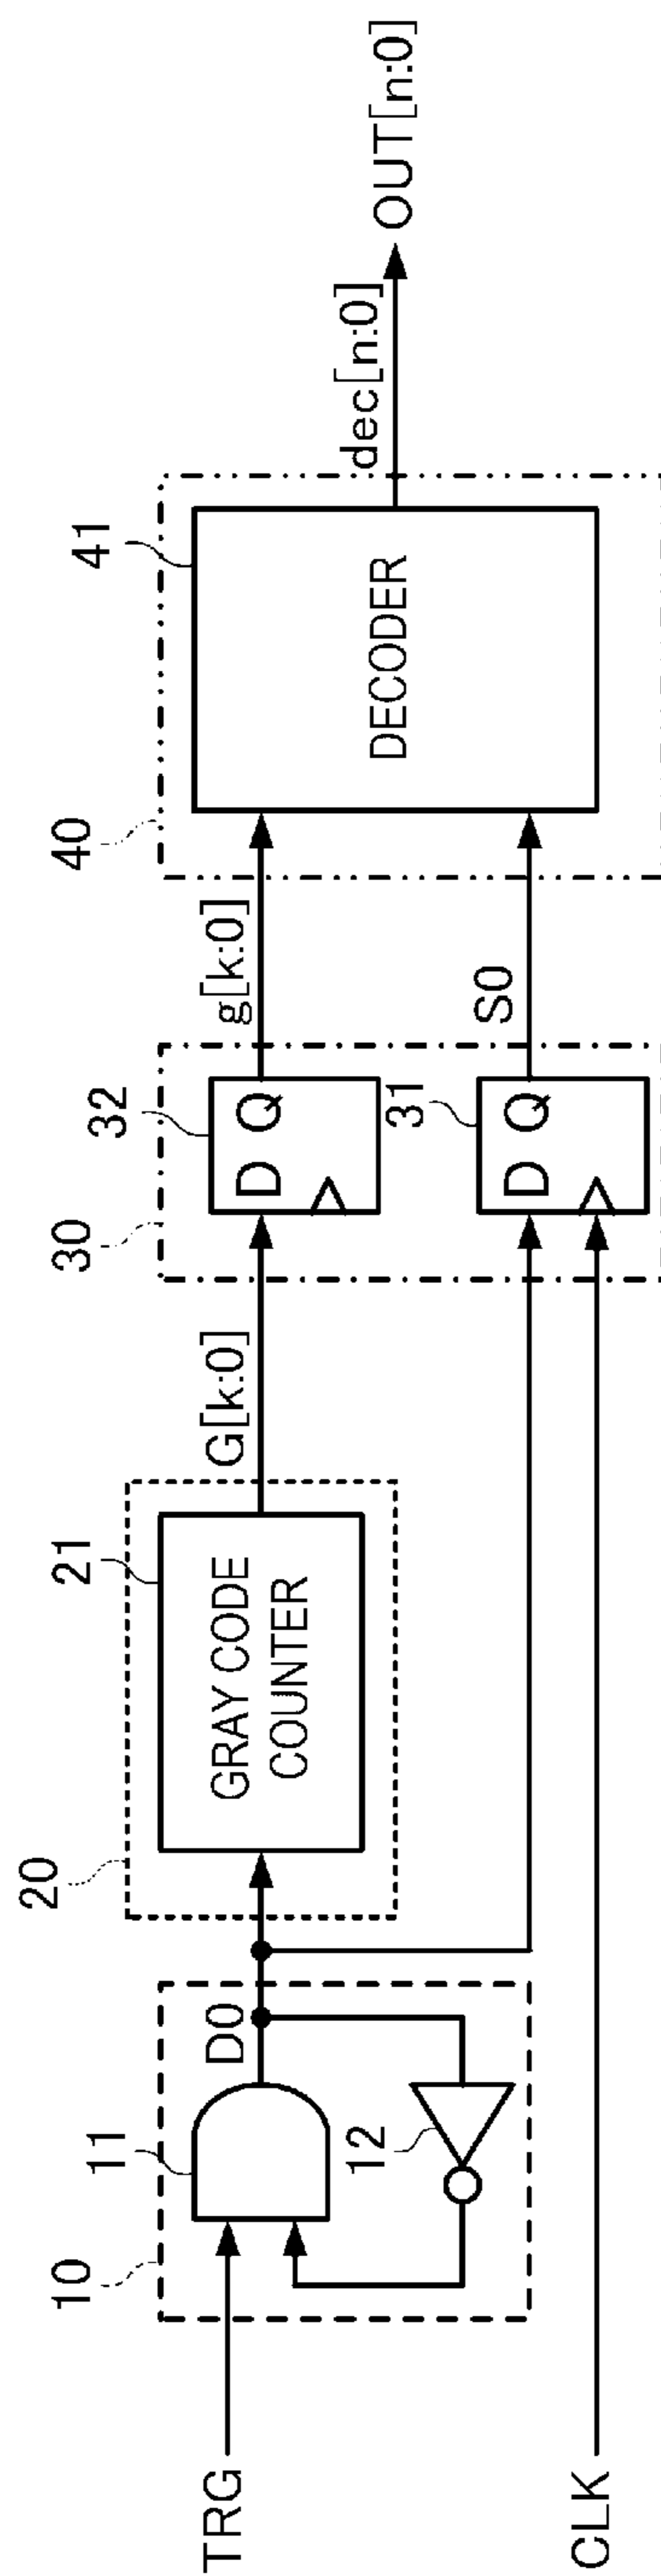 TRG
CLK
10
11
12
D0
20
21
GRAY CODE
COUNTER
G[k:0]
30
32
D Q
31
D Q
g[k:0]
S0
40
41
DECODER
dec[n:0]
OUT[n:0]